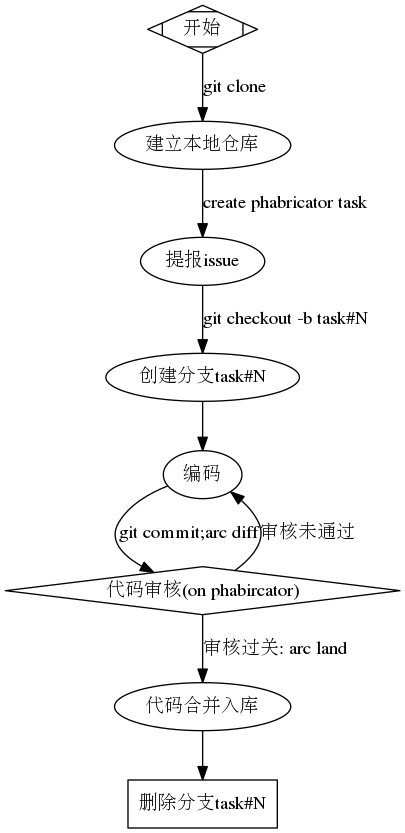 开始
git clone
建立本地仓库
create phabricator task
提报issue
git checkout -b task#N
创建分支task#N
编码
git commit;arc diff
审核未通过
代码审核(on phabircator)
审核过关: arc land
代码合并入库
删除分支task#N